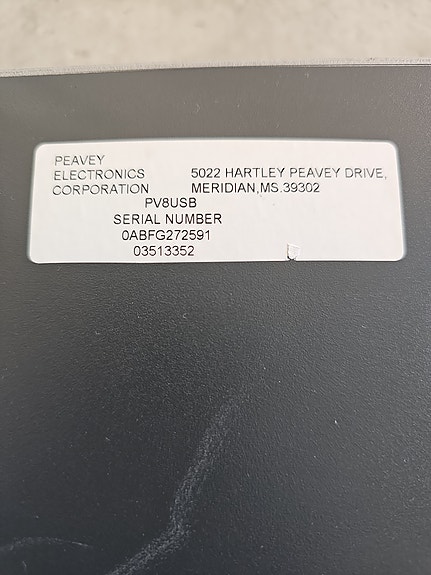 PEAVEY
ELECTRONICS 5022 HARTLEY PEAVEY DRIVE,
CORPORATION MERIDIAN,MS.39302
PV8USB
SERIAL NUMBER
0ABFG272591
03513352